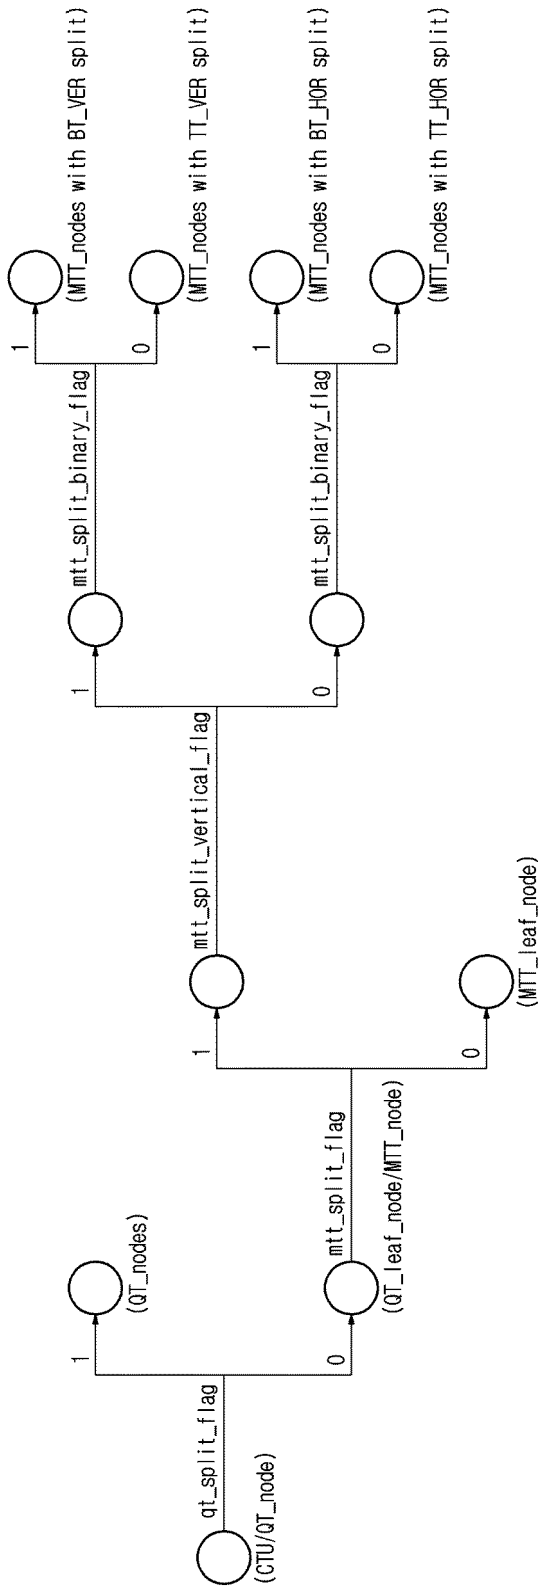 (CTU/QT_node)
qt_split_flag
1
(QT_nodes)
0
(QT_leaf_node/MTT_node)
mtt_split_flag
1
0
(MTT_leaf_node)
mtt_split_vertical_flag
1
0
mtt_split_binary_flag
1
(MTT_nodes with BT_VER split)
0
(MTT_nodes with TT_VER split)
mtt_split_binary_flag
1
(MTT_nodes with BT_HOR split)
0
(MTT_nodes with TT_HOR split)